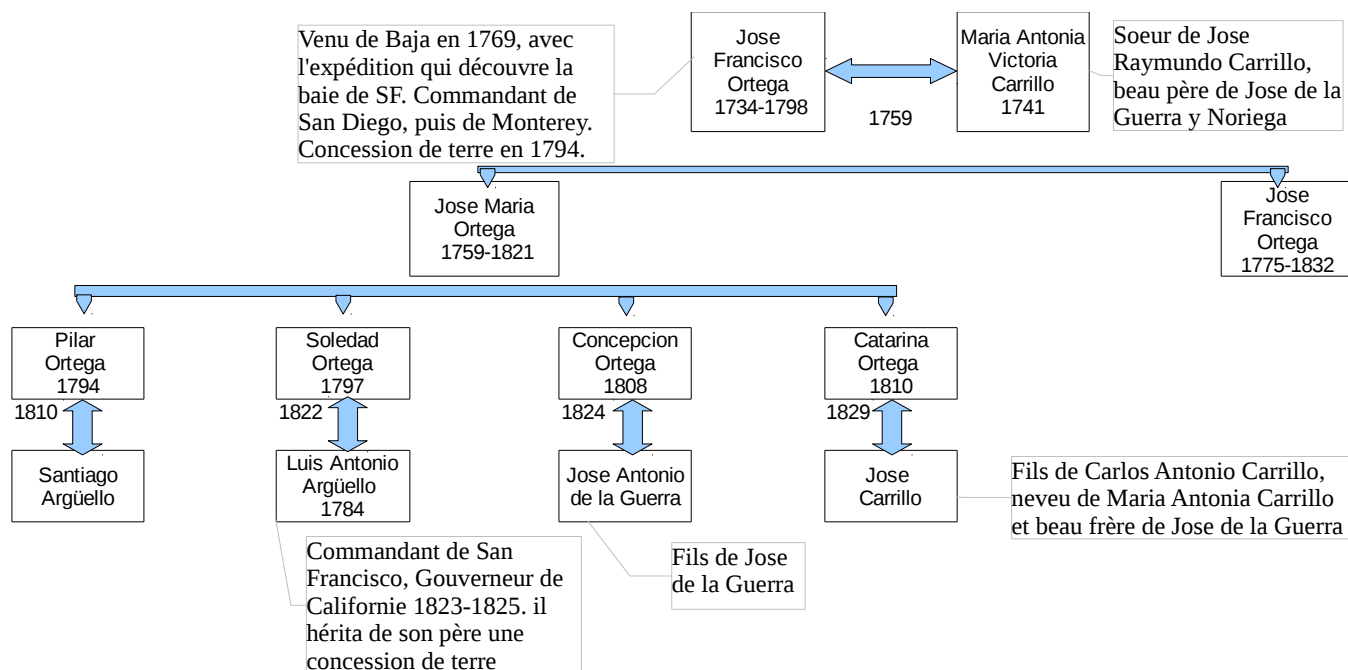 Venu de Baja en 1769, avec
l'expédition qui découvre la
baie de SF. Commandant de
San Diego, puis de Monterey.
Concession de terre en 1794.
Jose
Francisco
Ortega
1734-1798
1759
Maria Antonia
Victoria
Carrillo
1741
Soeur de Jose
Raymundo Carrillo,
beau père de Jose de la
Guerra y Noriega
Jose Maria
Ortega
1759-1821
Jose
Francisco
Ortega
1775-1832
Pilar
Ortega
1794
Soledad
Ortega
1797
Concepcion
Ortega
1808
Catarina
Ortega
1810
1810
1822
1824
1829
Santiago
Argüello
Luis Antonio
Argüello
1784
Jose Antonio
de la Guerra
Jose
Carrillo
Fils de Carlos Antonio Carrillo,
neveu de Maria Antonia Carrillo
et beau frère de Jose de la Guerra
Commandant de San
Francisco, Gouverneur de
Californie 1823-1825. il
hérita de son père une
concession de terre
Fils de Jose
de la Guerra